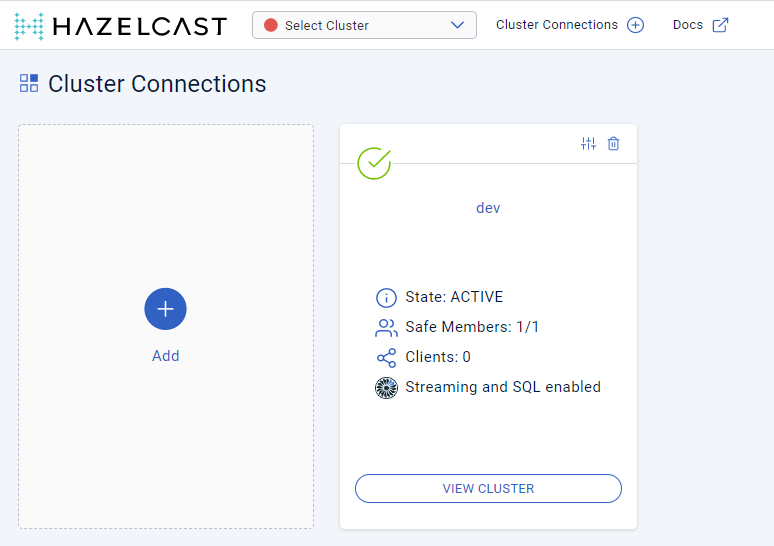 HAZELCAST
Select Cluster
Cluster Connections
Docs
Cluster Connections
Add
dev
State: ACTIVE
Safe Members: 1/1
Clients: 0
Streaming and SQL enabled
VIEW CLUSTER